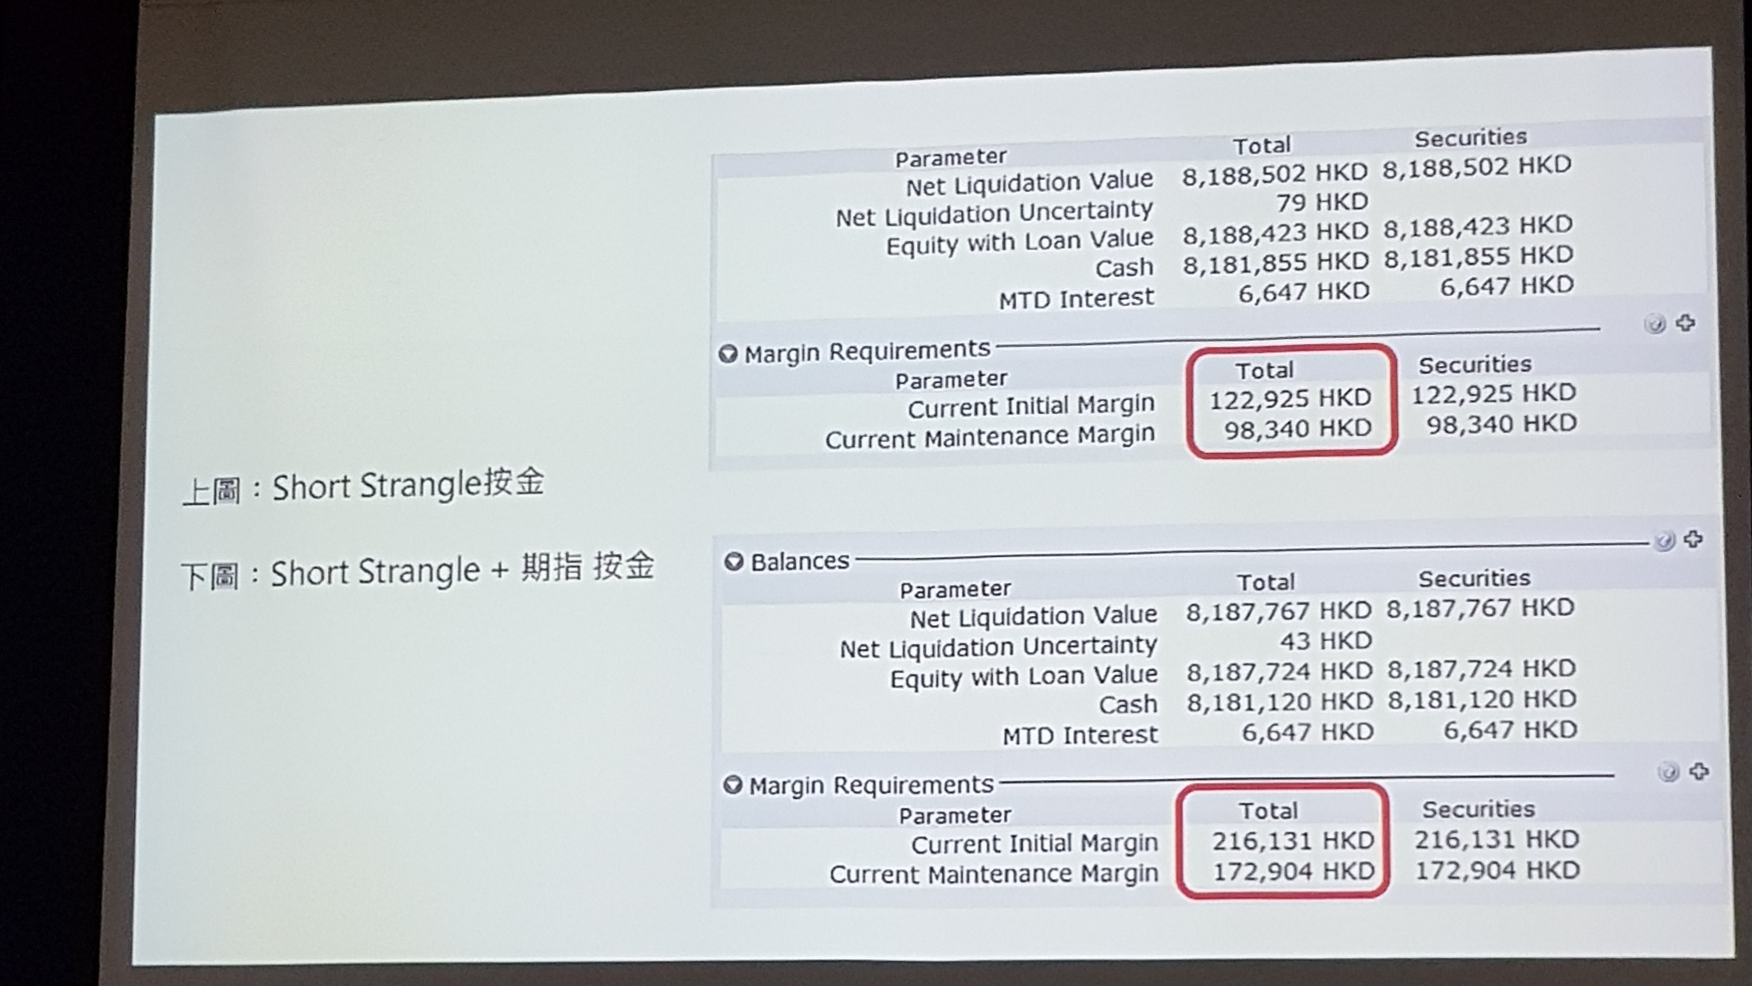 Parameter Total Securities
Net Liquidation Value 8,188,502 HKD 8,188,502 HKD
Net Liquidation Uncertainty 79 HKD
Equity with Loan Value 8,188,423 HKD 8,188,423 HKD
Cash 8,181,855 HKD 8,181,855 HKD
MTD Interest 6,647 HKD 6,647 HKD
Margin Requirements
Parameter Total Securities
Current Initial Margin 122,925 HKD 122,925 HKD
Current Maintenance Margin 98,340 HKD 98,340 HKD
上圖：Short Strangle按金
下圖：Short Strangle + 期指 按金
Balances
Parameter Total Securities
Net Liquidation Value 8,187,767 HKD 8,187,767 HKD
Net Liquidation Uncertainty 43 HKD
Equity with Loan Value 8,187,724 HKD 8,187,724 HKD
Cash 8,181,120 HKD 8,181,120 HKD
MTD Interest 6,647 HKD 6,647 HKD
Margin Requirements
Parameter Total Securities
Current Initial Margin 216,131 HKD 216,131 HKD
Current Maintenance Margin 172,904 HKD 172,904 HKD